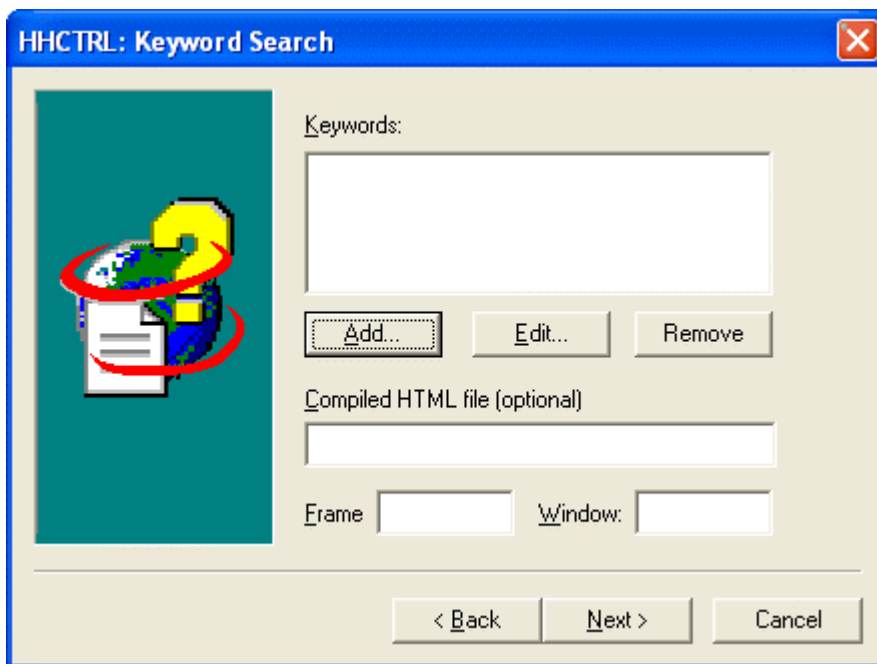 HHCTRL: Keyword Search
Keywords:
Add... Edit... Remove
Compiled HTML file (optional)
Frame Window:
< Back Next > Cancel